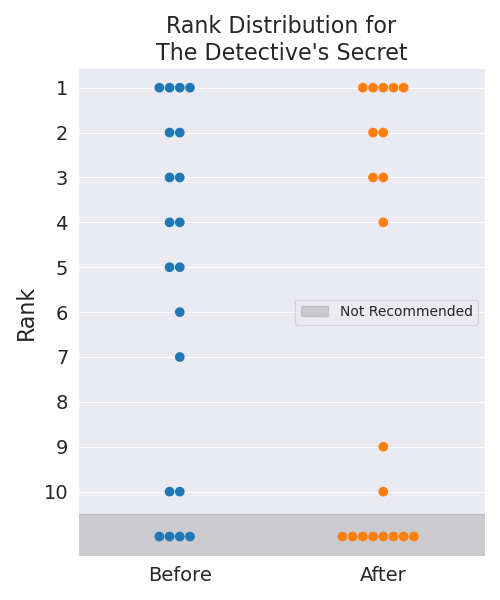 Rank Distribution for
The Detective's Secret
Rank
1
2
3
4
5
6
7
8
9
10
Not Recommended
Before
After